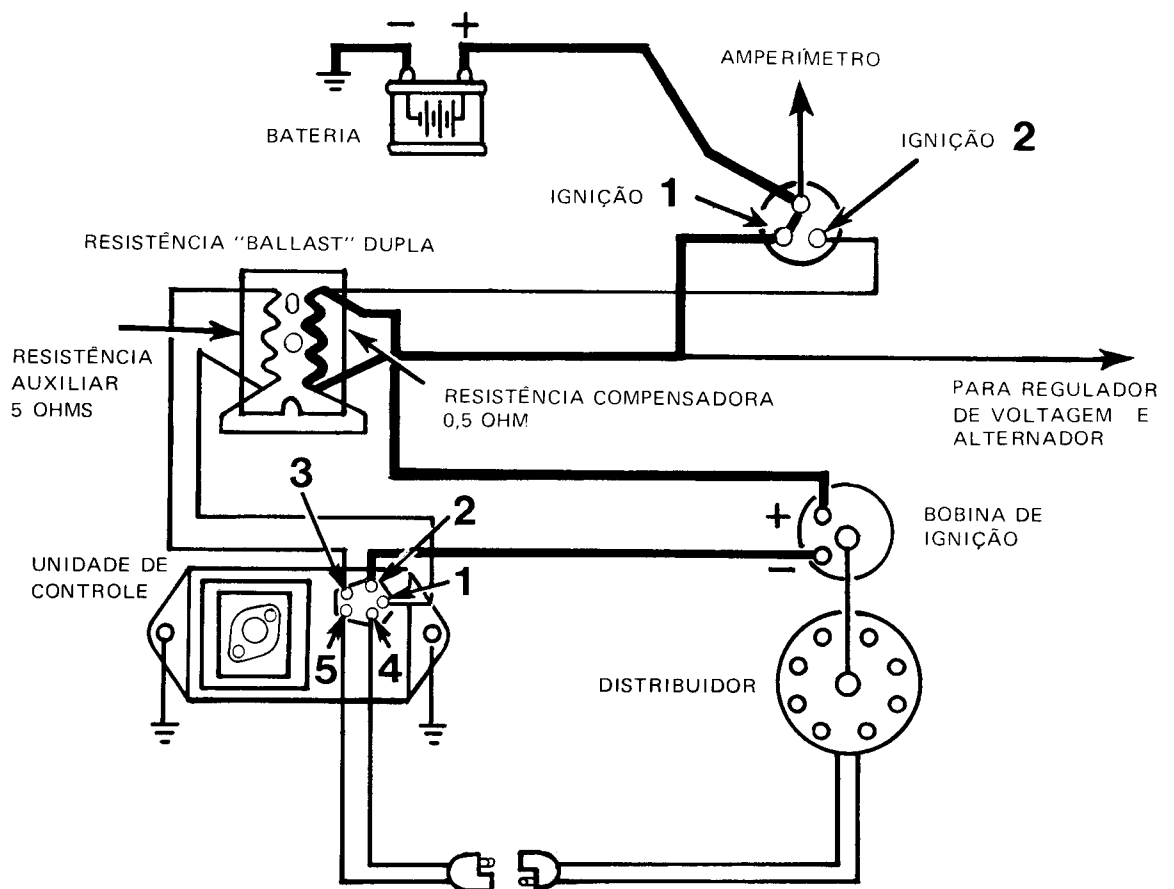 − +
BATERIA
AMPERÍMETRO
IGNIÇÃO 2
IGNIÇÃO 1
RESISTÊNCIA "BALLAST" DUPLA
RESISTÊNCIA
AUXILIAR
5 OHMS
RESISTÊNCIA COMPENSADORA
0,5 OHM
PARA REGULADOR
DE VOLTAGEM E
ALTERNADOR
3
2
1
5
4
UNIDADE DE
CONTROLE
+
−
BOBINA DE
IGNIÇÃO
DISTRIBUIDOR